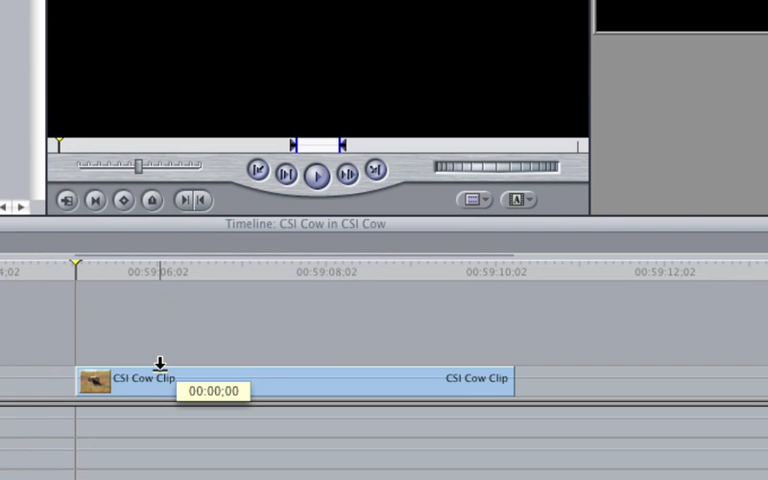 A
Timeline: CSI Cow in CSI Cow
4;02 00:59:06;02 00:59:08;02 00:59:10;02 00:59:12;02
CSI Cow Clip CSI Cow Clip
00:00;00